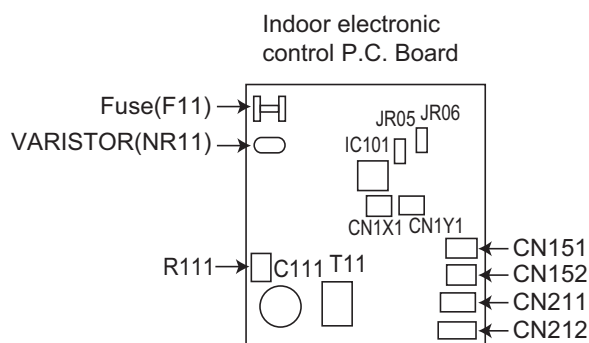 Indoor electronic
control P.C. Board
Fuse(F11)
VARISTOR(NR11)
JR05
JR06
IC101
CN1X1
CN1Y1
R111
C111
T11
CN151
CN152
CN211
CN212